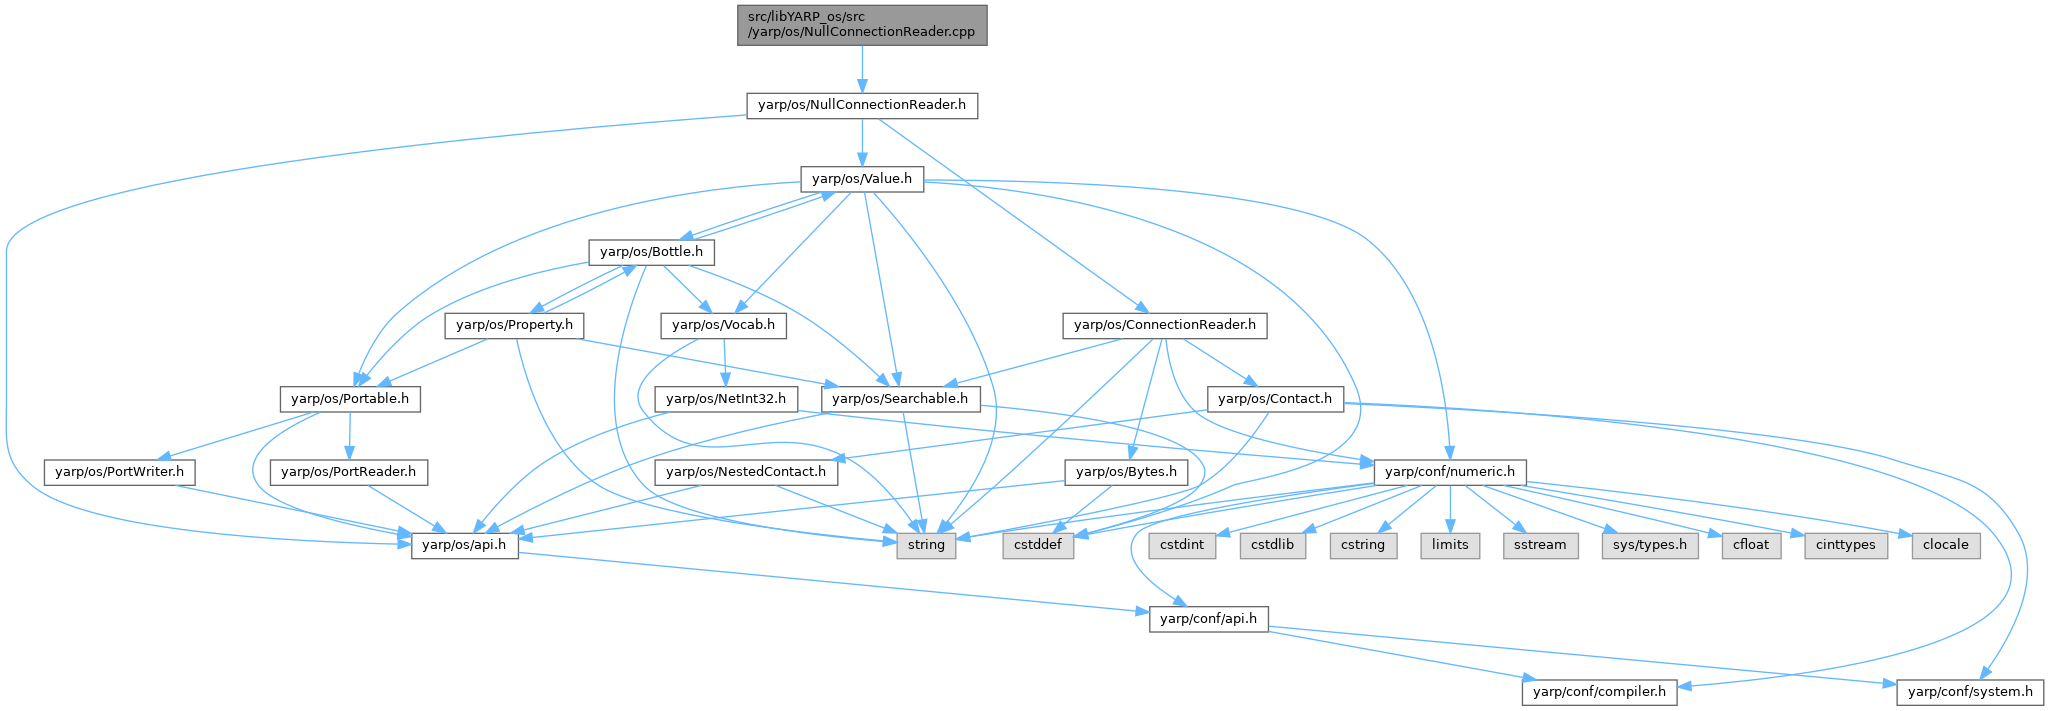 src/libYARP_os/src
/yarp/os/NullConnectionReader.cpp
yarp/os/NullConnectionReader.h
yarp/os/Value.h
yarp/os/Bottle.h
yarp/os/Property.h
yarp/os/Vocab.h
yarp/os/ConnectionReader.h
yarp/os/Portable.h
yarp/os/NetInt32.h
yarp/os/Searchable.h
yarp/os/Contact.h
yarp/os/PortWriter.h
yarp/os/PortReader.h
yarp/os/NestedContact.h
yarp/os/Bytes.h
yarp/conf/numeric.h
yarp/os/api.h
string
cstddef
cstdint
cstdlib
cstring
limits
sstream
sys/types.h
cfloat
cinttypes
clocale
yarp/conf/api.h
yarp/conf/compiler.h
yarp/conf/system.h